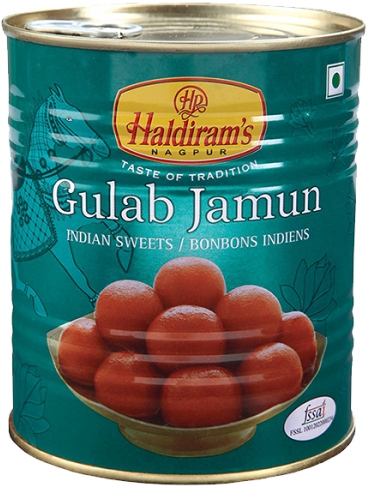 HR
Haldiram's
NAGPUR
TASTE OF TRADITION
Gulab Jamun
INDIAN SWEETS / BONBONS INDIENS
fssai